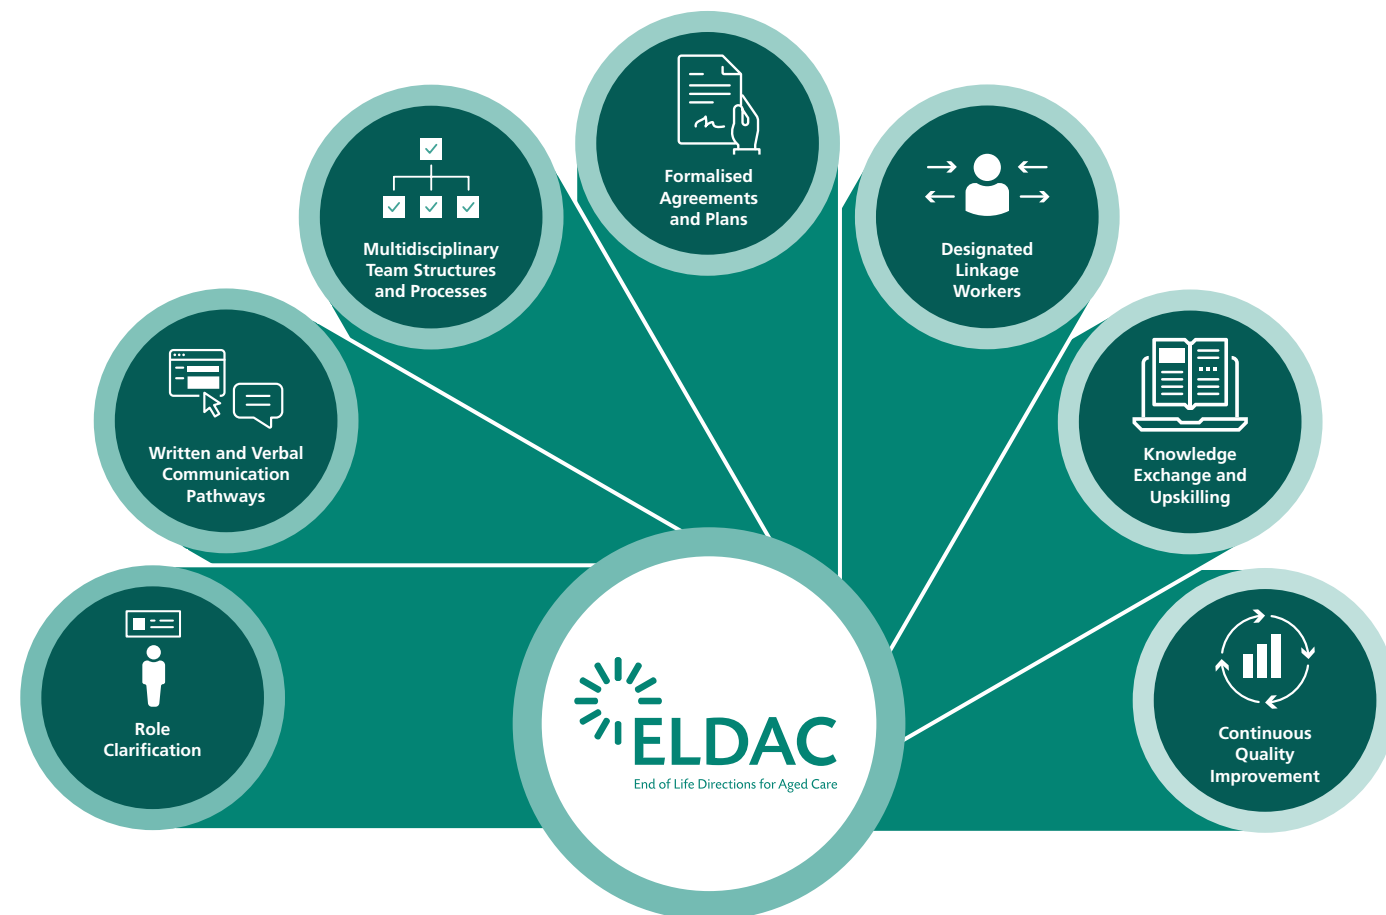 Formalised
Agreements
and Plans
Multidisciplinary
Team Structures
and Processes
Designated
Linkage
Workers
Written and Verbal
Communication
Pathways
Knowledge
Exchange and
Upskilling
Role
Clarification
Continuous
Quality
Improvement
ELDAC
End of Life Directions for Aged Care